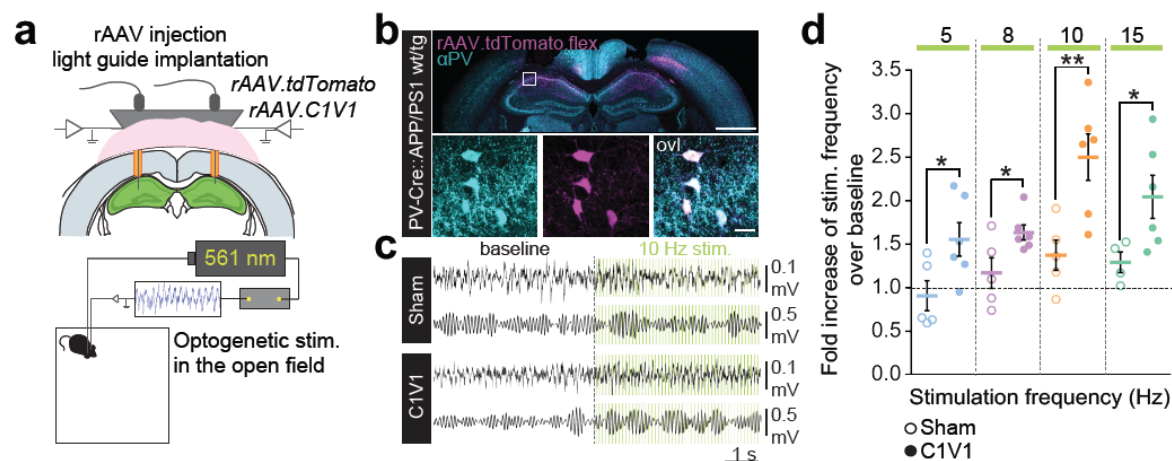 a
rAAV injection
light guide implantation
rAAV.tdTomato
rAAV.C1V1
561 nm
Optogenetic stim.
in the open field
b
PV-Cre::APP/PS1 wt/tg
rAAV.tdTomato.flex
αPV
ovl
c
baseline
10 Hz stim.
Sham
0.1
mV
0.5
mV
C1V1
0.1
mV
0.5
mV
1 s
d
5
8
10
15
Fold increase of stim. frequency
over baseline
3.5
3.0
2.5
2.0
1.5
1.0
0.5
0.0
*
*
**
*
Stimulation frequency (Hz)
Sham
C1V1